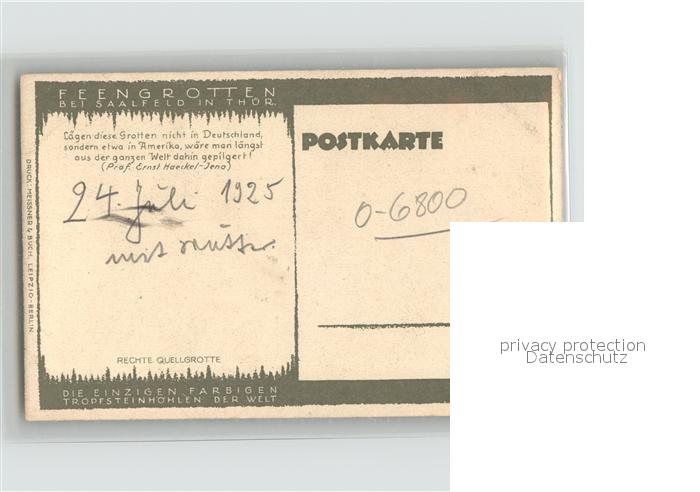 FEENGROTTEN
BEI SAALFELD IN THÜR.
Lägen diese Grotten nicht in Deutschland,
sondern etwa in Amerika, wäre man längst
aus der ganzen Welt dahin gepilgert!
(Prof. Ernst Haeckel-Jena)
24. Juli 1925
mit Mutter.
RECHTE QUELLGROTTE
DIE EINZIGEN FARBIGEN
TROPFSTEINHÖHLEN DER WELT
DRUCK: MEISSNER & BUCH, LEIPZIG-BERLIN.
POSTKARTE
O-6800
privacy protection
Datenschutz